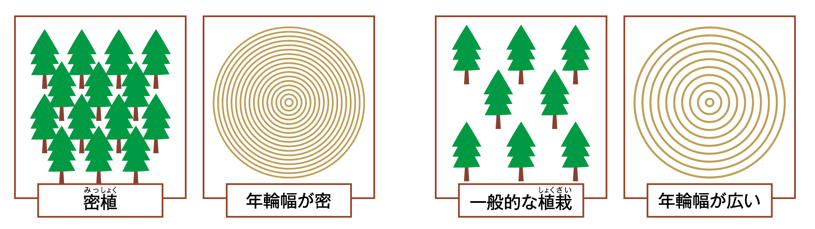 みっしょく
密植
年輪幅が密
しょくさい
一般的な植栽
年輪幅が広い